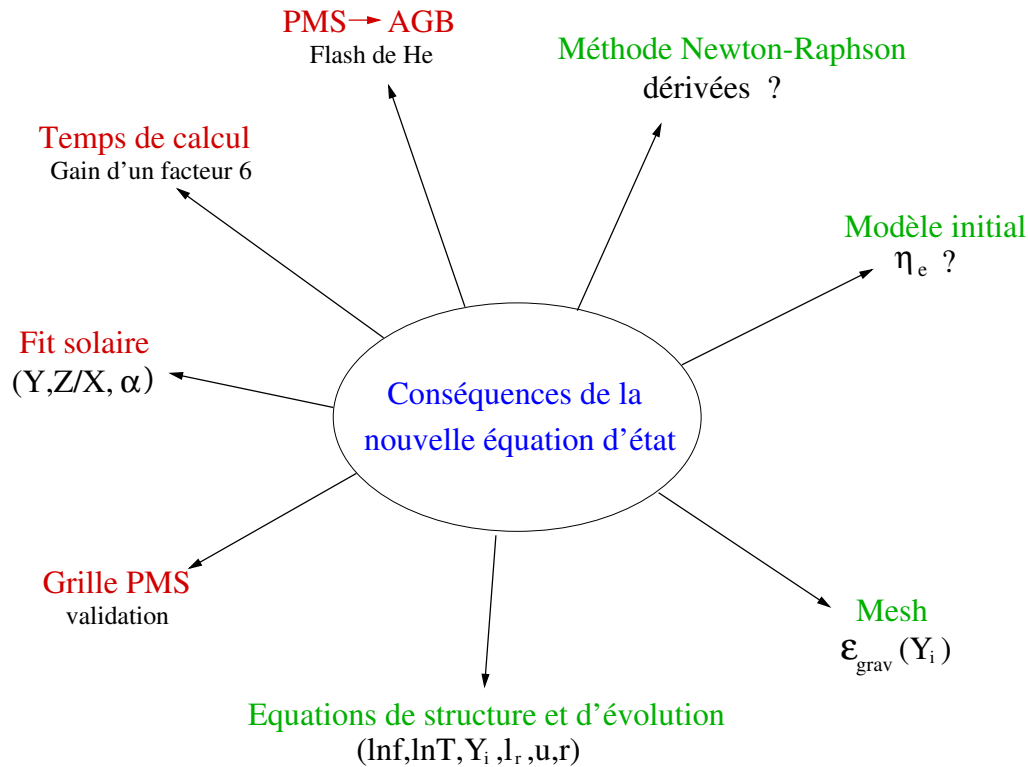 PMS → AGB
Flash de He
Méthode Newton-Raphson
dérivées ?
Temps de calcul
Gain d'un facteur 6
Modèle initial
ηe ?
Fit solaire
(Y,Z/X, α)
Conséquences de la
nouvelle équation d'état
Grille PMS
validation
Mesh
εgrav (Yi)
Equations de structure et d'évolution
(lnf,lnT,Yi,lr,u,r)